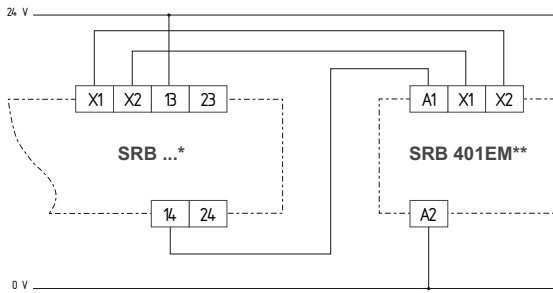 24 V
X1 X2 13 23
A1 X1 X2
SRB ...*
SRB 401EM**
14 24
A2
0 V